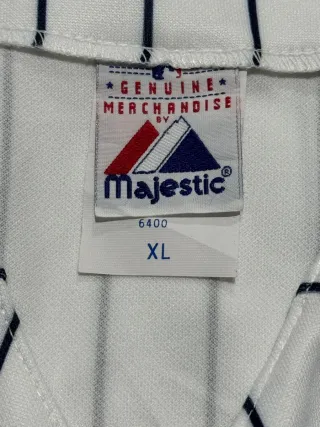 GENUINE
MERCHANDISE
BY
Majestic®
6400
XL